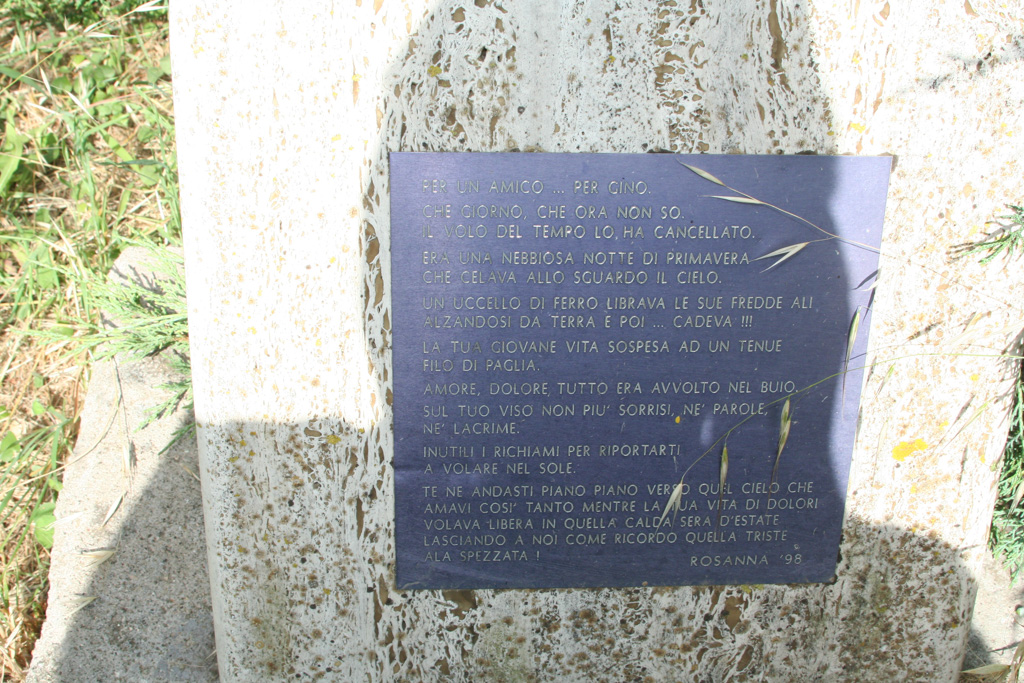 PER UN AMICO ... PER GINO.
CHE GIORNO, CHE ORA NON SO.
IL VOLO DEL TEMPO LO HA CANCELLATO.
ERA UNA NEBBIOSA NOTTE DI PRIMAVERA
CHE CELAVA ALLO SGUARDO IL CIELO.
UN UCCELLO DI FERRO LIBRAVA LE SUE FREDDE ALI
ALZANDOSI DA TERRA E POI ... CADEVA !!!
LA TUA GIOVANE VITA SOSPESA AD UN TENUE
FILO DI PAGLIA.
AMORE, DOLORE, TUTTO ERA AVVOLTO NEL BUIO.
SUL TUO VISO NON PIU' SORRISI, NE' PAROLE,
NE' LACRIME.
INUTILI I RICHIAMI PER RIPORTARTI
A VOLARE NEL SOLE.
TE NE ANDASTI PIANO PIANO VERSO QUEL CIELO CHE
AMAVI COSI' TANTO MENTRE LA TUA VITA DI DOLORI
VOLAVA LIBERA IN QUELLA CALDA SERA D'ESTATE
LASCIANDO A NOI COME RICORDO QUELLA TRISTE
ALA SPEZZATA !
ROSANNA '98